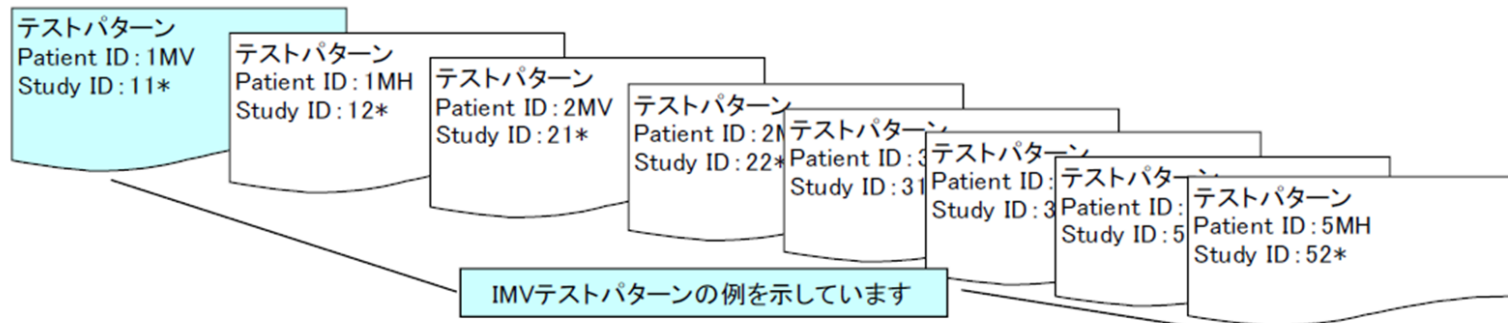 テストパターン
Patient ID：1MV
Study ID：11*
テストパターン
Patient ID：1MH
Study ID：12*
テストパターン
Patient ID：2MV
Study ID：21*
テストパターン
Patient ID：2M
Study ID：22*
テストパターン
Patient ID：3
Study ID：31
テストパターン
Patient ID：
Study ID：3
テストパターン
Patient ID：
Study ID：5
テストパターン
Patient ID：5MH
Study ID：52*
IMVテストパターンの例を示しています